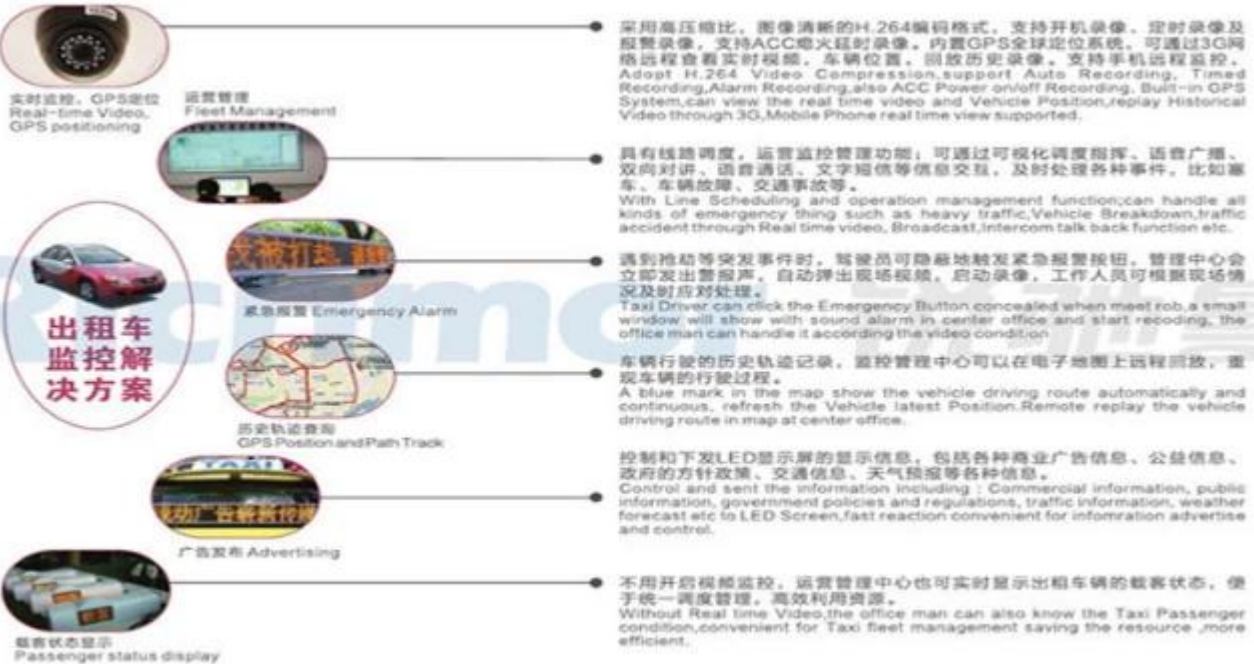 采用高压缩比，图像清晰的H.264编码格式，支持开机录像、定时录像及
报警录像，支持ACC熄火延时录像。内置GPS全球定位系统，可通过3G网
络远程查看实时视频，车辆位置，回放历史录像。支持手机远程监控。
Adopt H.264 Video Compression,support Auto Recording, Timed
Recording,Alarm Recording,also ACC Power on/off Recording, Built-in GPS
System,can view the real time video and Vehicle Position,replay Historical
Video through 3G,Mobile Phone real time view supported.
实时监控，GPS定位
Real-time Video,
GPS positioning
运营管理
Fleet Management
具有线路调度，运营监控管理功能；可通过可视化调度指挥、语音广播、
双向对讲、语音通话、文字短信等信息交互，及时处理各种事件，比如塞
车、车辆故障、交通事故等。
With Line Scheduling and operation management function;can handle all
kinds of emergency thing such as heavy traffic,Vehicle Breakdown,traffic
accident through Real time video, Broadcast,Intercom talk back function etc.
出租车
监控解
决方案
被打劫
紧急报警 Emergency Alarm
遇到抢劫等突发事件时，驾驶员可隐蔽地触发紧急报警按钮，管理中心会
立即发出警报声，自动弹出现场视频，启动录像，工作人员可根据现场情
况及时应对处理。
Taxi Driver can click the Emergency Button concealed when meet rob,a small
window will show with sound alarm in center office and start recoding, the
office man can handle it according the video condition
历史轨迹查询
GPS Position and Path Track
车辆行驶的历史轨迹记录，监控管理中心可以在电子地图上远程回放，重
现车辆的行驶过程。
A blue mark in the map show the vehicle driving route automatically and
continuous, refresh the Vehicle latest Position.Remote replay the vehicle
driving route in map at center office.
TAXI
广告发布 Advertising
控制和下发LED显示屏的显示信息，包括各种商业广告信息、公益信息、
政府的方针政策、交通信息、天气预报等各种信息。
Control and sent the information including : Commercial information, public
information, government policies and regulations, traffic information, weather
forecast etc to LED Screen,fast reaction convenient for infomration advertise
and control.
载客状态显示
Passenger status display
不用开启视频监控，运营管理中心也可实时显示出租车辆的载客状态，便
于统一调度管理，高效利用资源。
Without Real time Video,the office man can also know the Taxi Passenger
condition,convenient for Taxi fleet management saving the resource ,more
efficient.